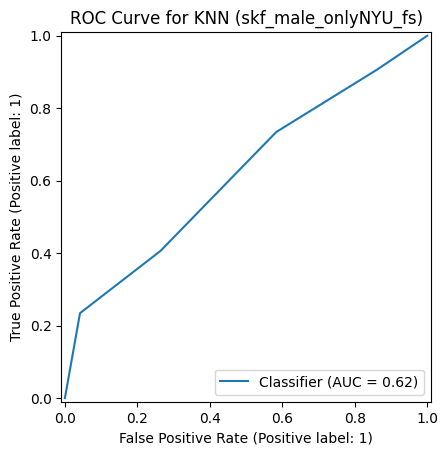 ROC Curve for KNN (skf_male_onlyNYU_fs)
1.0
0.8
0.6
0.4
0.2
0.0
True Positive Rate (Positive label: 1)
Classifier (AUC = 0.62)
0.0 0.2 0.4 0.6 0.8 1.0
False Positive Rate (Positive label: 1)